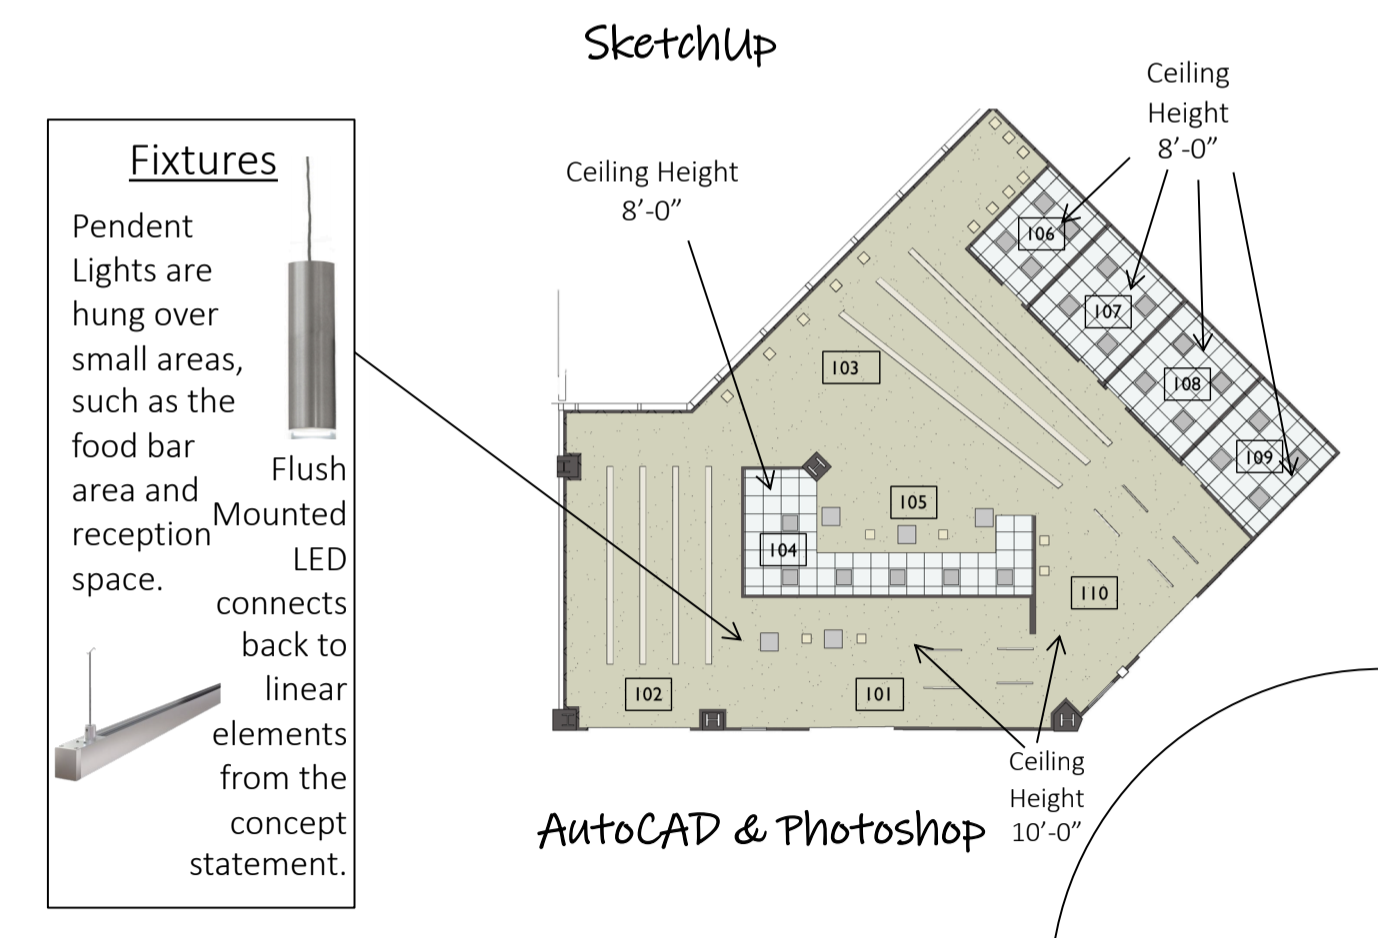 SketchUp
Fixtures
Pendent
Lights are
hung over
small areas,
such as the
food bar
area and
reception
space.
Flush
Mounted
LED
connects
back to
linear
elements
from the
concept
statement.
Ceiling Height
8’-0”
Ceiling
Height
8’-0”
106
107
108
109
103
105
104
110
102
101
H
H
H
H
H
Ceiling
Height
10’-0”
AutoCAD & Photoshop